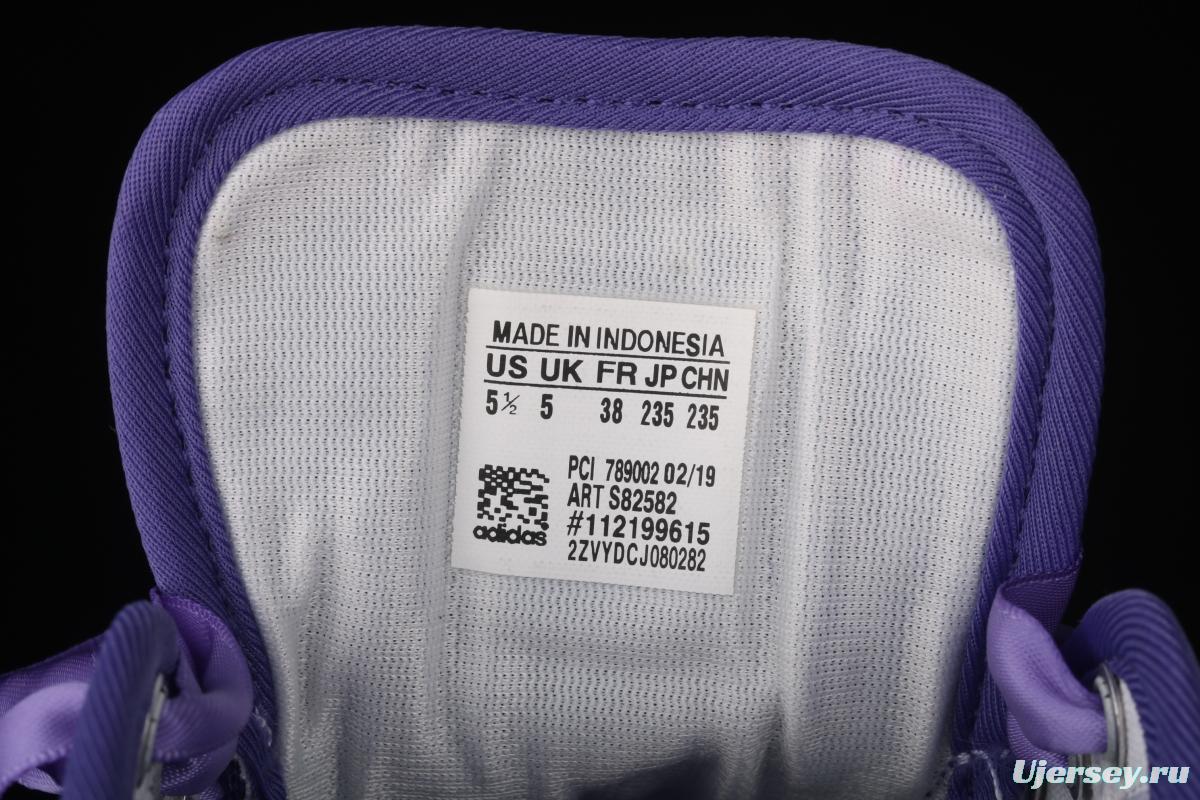 MADE IN INDONESIA
US UK FR JP CHN
5½ 5 38 235 235
PCI 789002 02/19
ART S82582
#112199615
2ZVYDCJ080282
adidas
Ujersey.ru